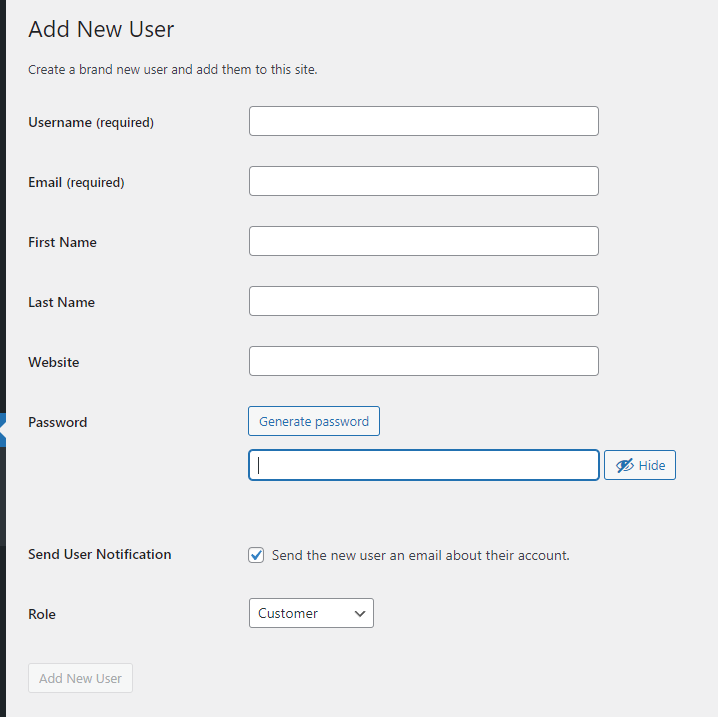 Add New User
Create a brand new user and add them to this site.
Username (required)
Email (required)
First Name
Last Name
Website
Password Generate password
Hide
Send User Notification Send the new user an email about their account.
Role Customer
Add New User